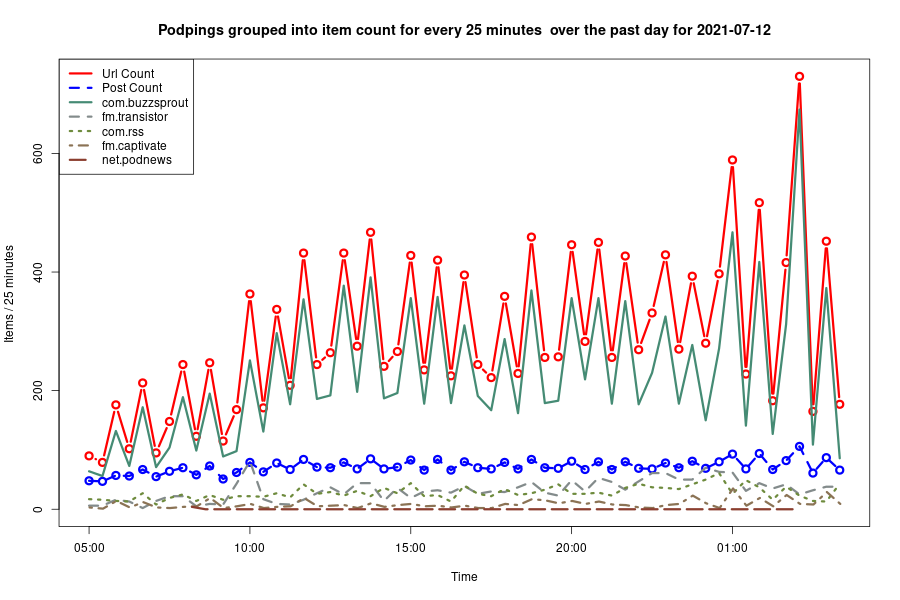 Podpings grouped into item count for every 25 minutes  over the past day for 2021-07-12
Url Count
Post Count
com.buzzsprout
fm.transistor
com.rss
fm.captivate
net.podnews
Items / 25 minutes
600
400
200
0
05:00 10:00 15:00 20:00 01:00
Time